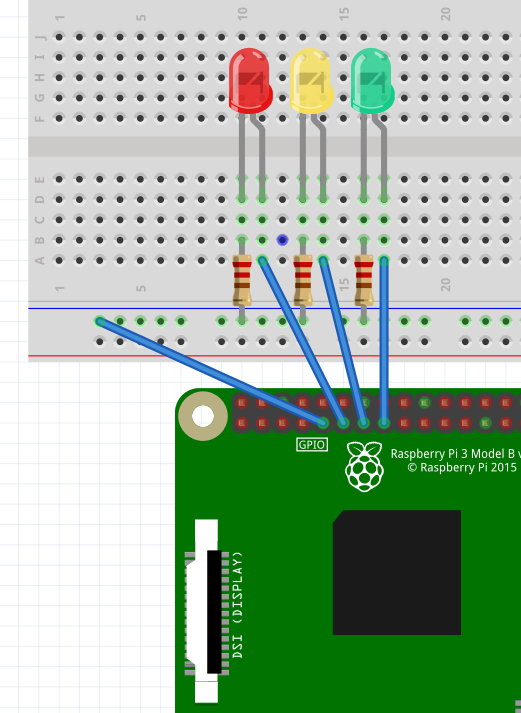 1 5 10 15 20
J
I
H
G
F
E
D
C
B
A
1 5 15 20
GPIO
Raspberry Pi 3 Model B v
© Raspberry Pi 2015
DSI (DISPLAY)